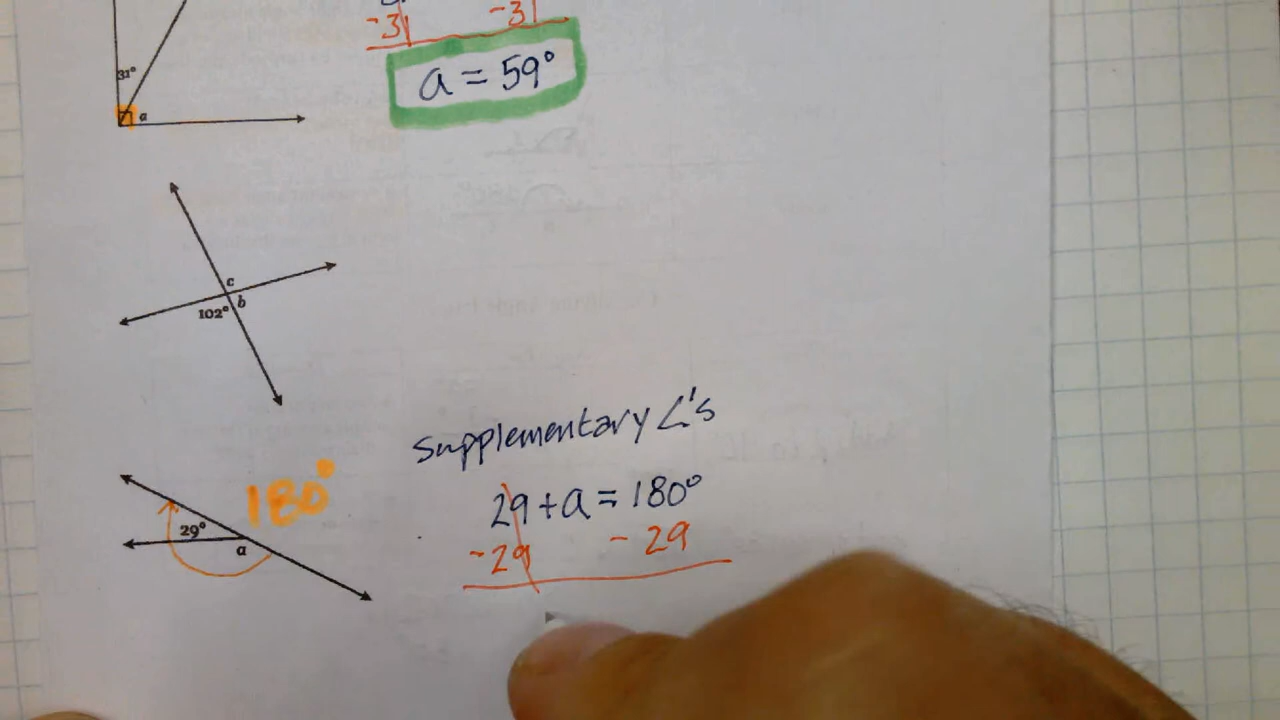 -31 -31
a = 59°
31°
a
c
b
102°
Supplementary ∠'s
180°
29 + a = 180°
29°
a
-29 - 29